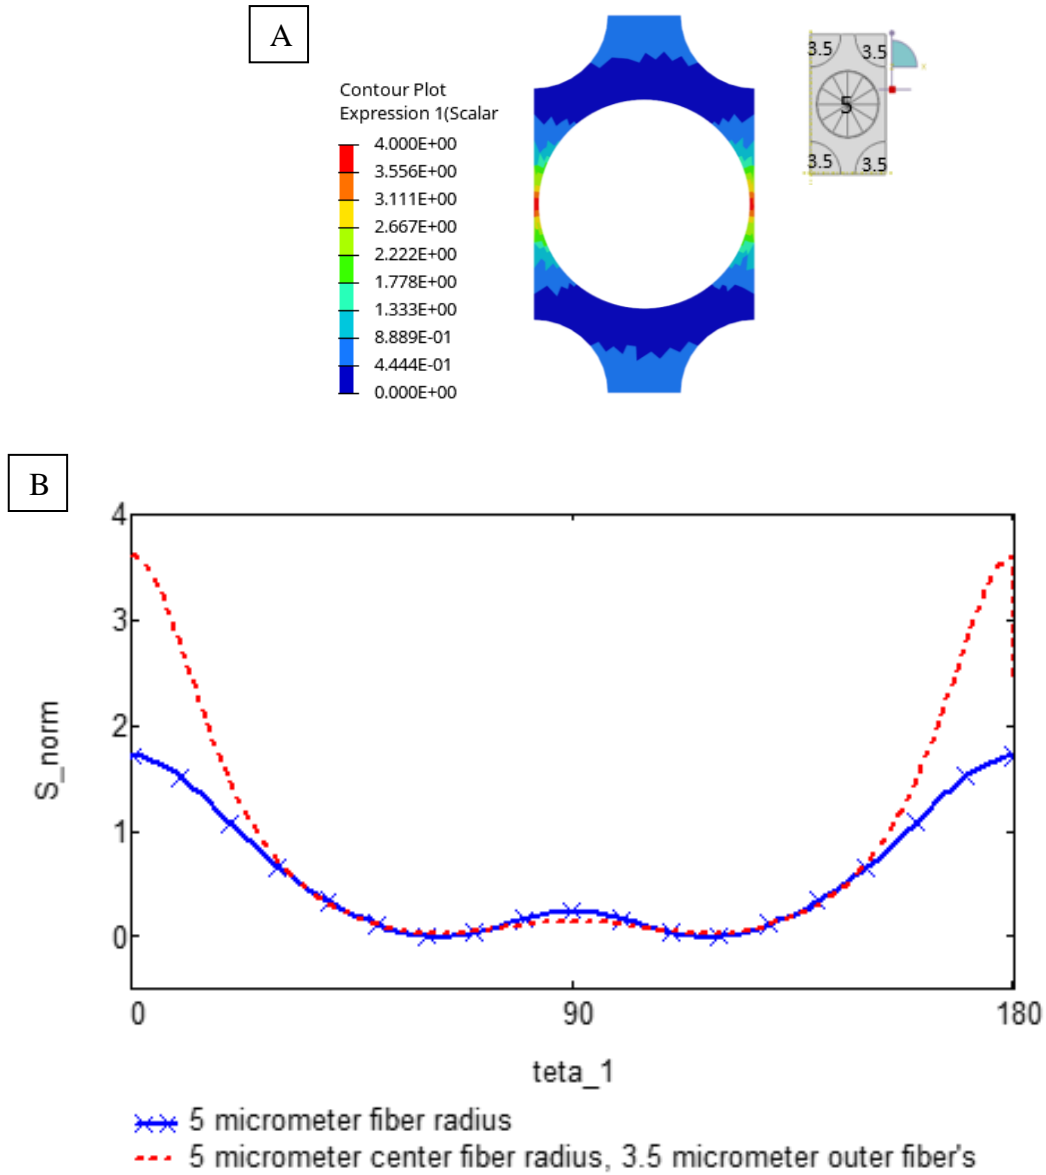 A
Contour Plot
Expression 1(Scalar
4.000E+00
3.556E+00
3.111E+00
2.667E+00
2.222E+00
1.778E+00
1.333E+00
8.889E-01
4.444E-01
0.000E+00
3.5 3.5
5
3.5 3.5
x
B
4
3
2
1
0
S_norm
0 90 180
teta_1
5 micrometer fiber radius
5 micrometer center fiber radius, 3.5 micrometer outer fiber's